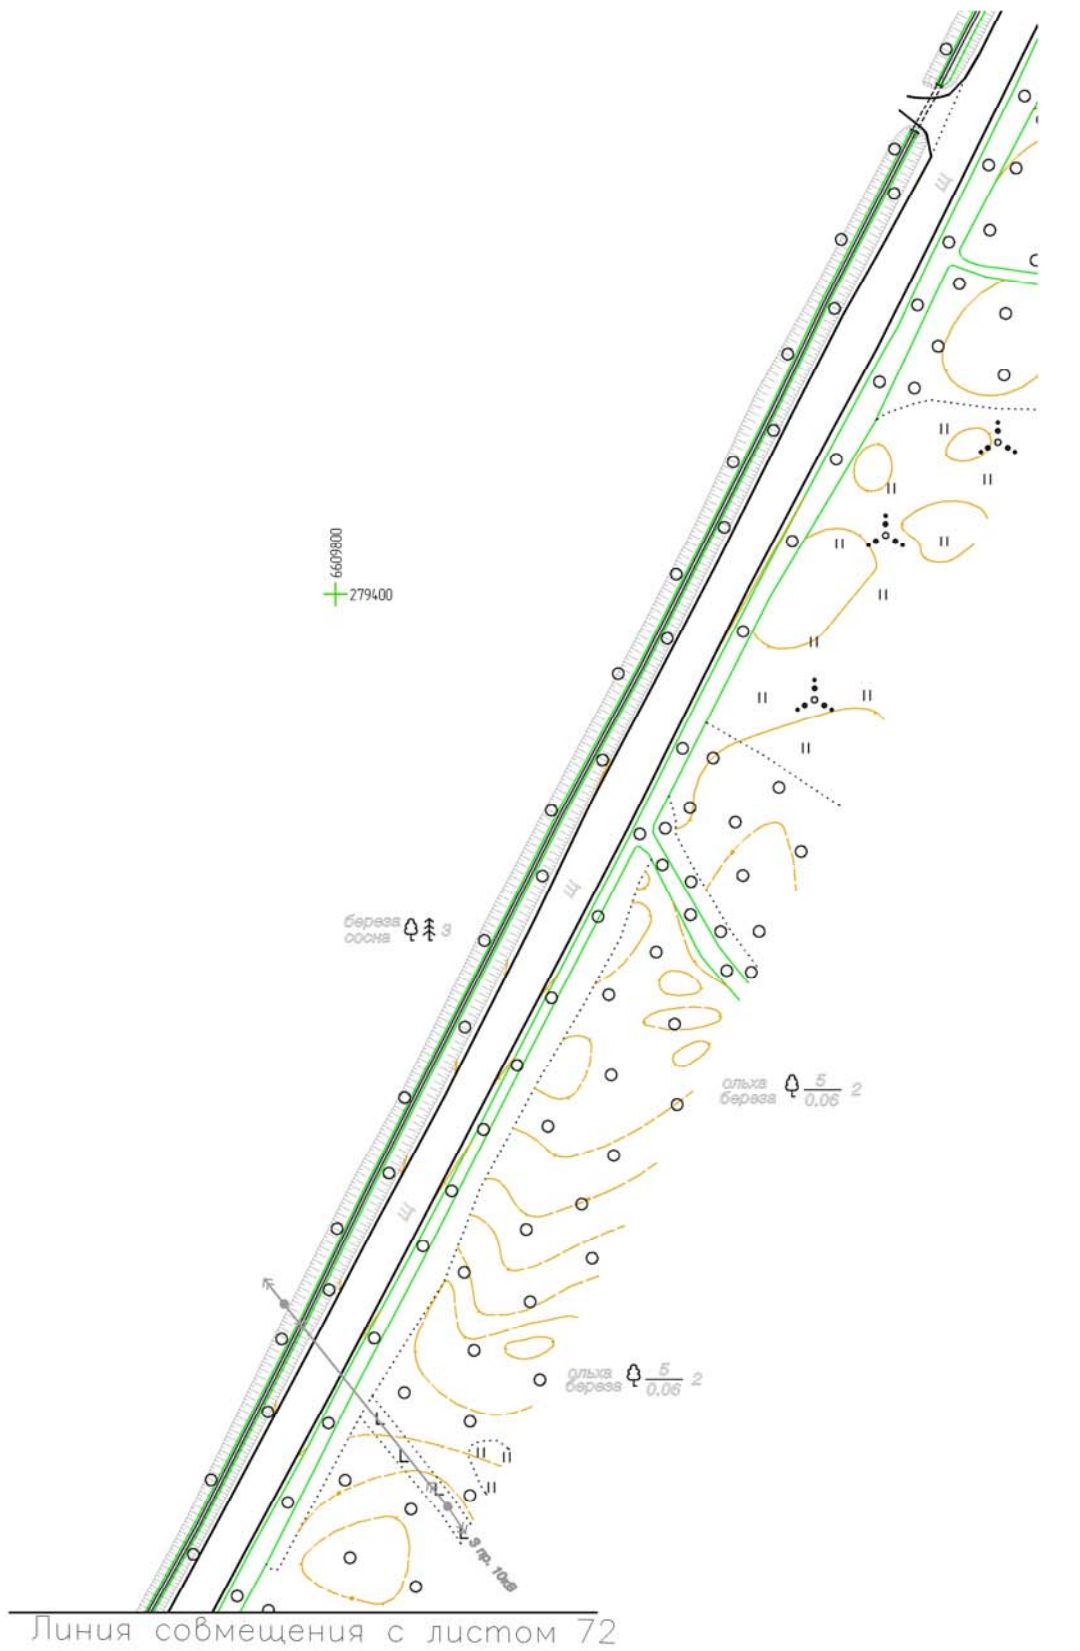 Щ
6609800
279400
Щ
береза
сосна 3
ольха 5
береза 0.06 2
Щ
ольха 5
береза 0.06 2
L
L
L
L
3 пр. 10кВ
Линия совмещения с листом 72